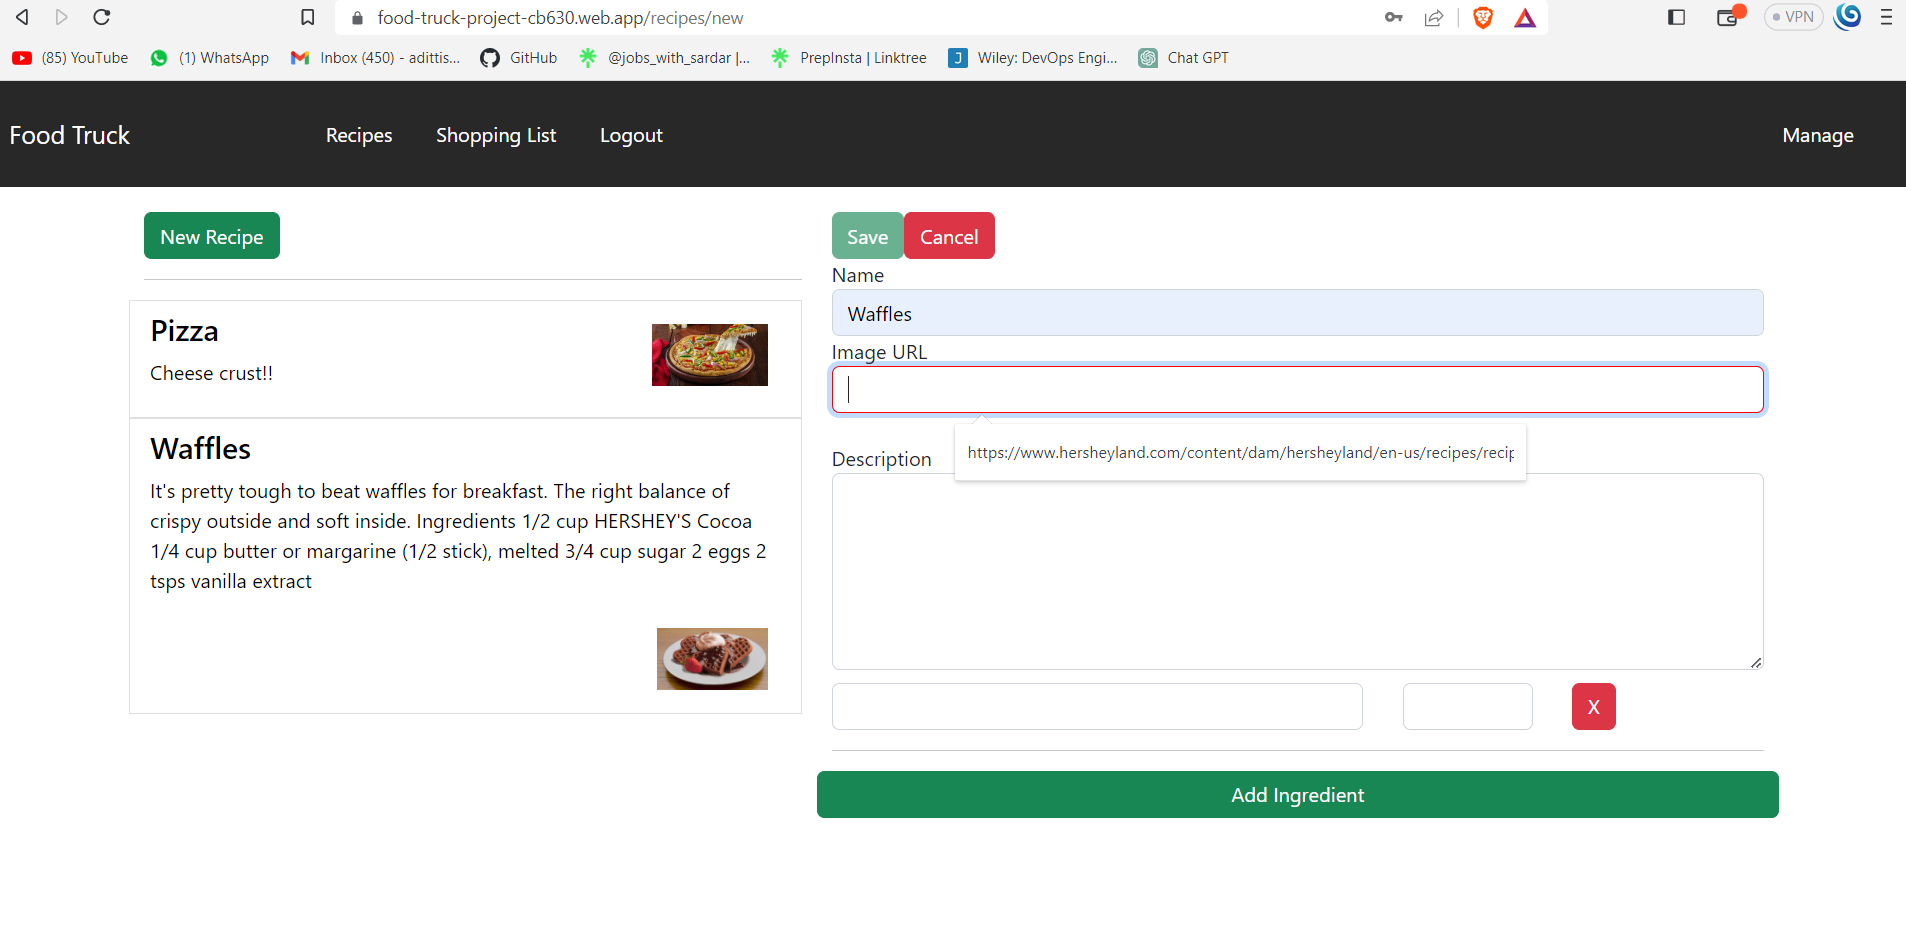 food-truck-project-cb630.web.app/recipes/new
VPN
(85) YouTube
(1) WhatsApp
Inbox (450) - adittis...
GitHub
@jobs_with_sardar |...
PrepInsta | Linktree
J
Wiley: DevOps Engi...
Chat GPT
Food Truck
Recipes
Shopping List
Logout
Manage
New Recipe
Pizza
Cheese crust!!
Waffles
It's pretty tough to beat waffles for breakfast. The right balance of
crispy outside and soft inside. Ingredients 1/2 cup HERSHEY'S Cocoa
1/4 cup butter or margarine (1/2 stick), melted 3/4 cup sugar 2 eggs 2
tsps vanilla extract
Save
Cancel
Name
Waffles
Image URL
https://www.hersheyland.com/content/dam/hersheyland/en-us/recipes/recip
Description
X
Add Ingredient